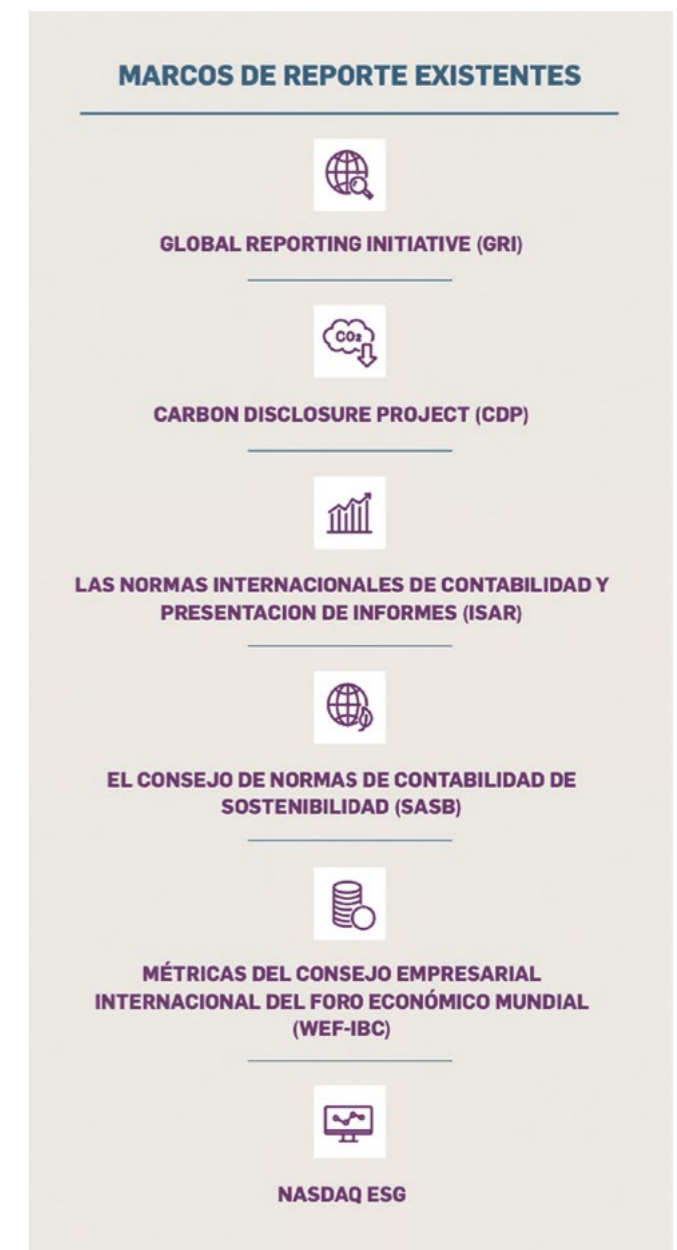 MARCOS DE REPORTE EXISTENTES
GLOBAL REPORTING INITIATIVE (GRI)
CO₂
CARBON DISCLOSURE PROJECT (CDP)
LAS NORMAS INTERNACIONALES DE CONTABILIDAD Y
PRESENTACION DE INFORMES (ISAR)
EL CONSEJO DE NORMAS DE CONTABILIDAD DE
SOSTENIBILIDAD (SASB)
MÉTRICAS DEL CONSEJO EMPRESARIAL
INTERNACIONAL DEL FORO ECONÓMICO MUNDIAL
(WEF-IBC)
NASDAQ ESG